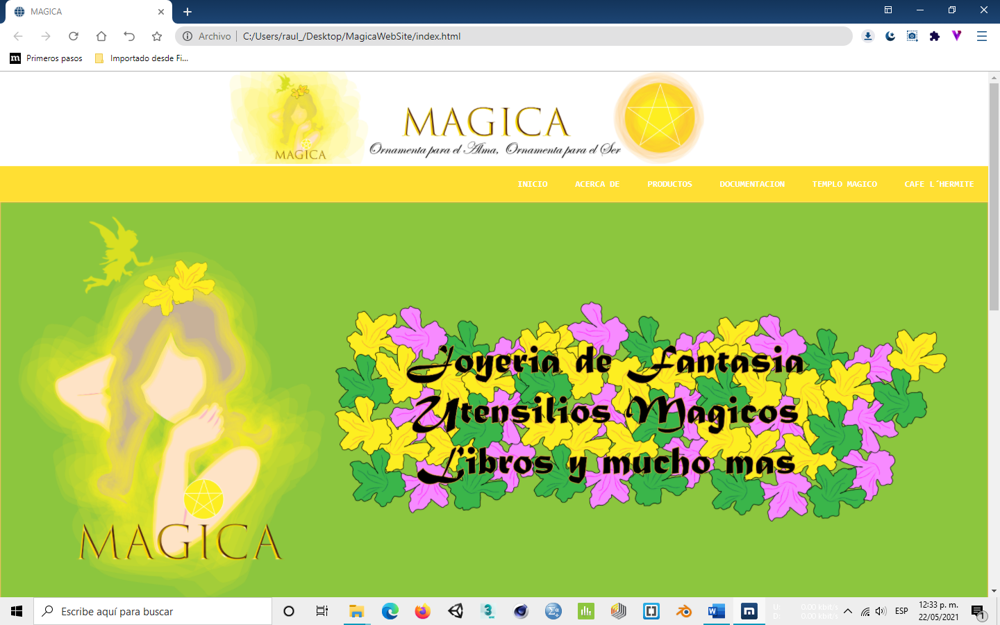 MAGICA
Archivo
C:/Users/raul_/Desktop/MagicaWebSite/index.html
m Primeros pasos
Importado desde Fi...
MAGICA
MAGICA
Ornamenta para el Alma, Ornamenta para el Ser
INICIO
ACERCA DE
PRODUCTOS
DOCUMENTACION
TEMPLO MAGICO
CAFE L´HERMITE
Joyeria de Fantasia
Utensilios Magicos
Libros y mucho mas
MAGICA
Escribe aquí para buscar
U: 0.00 kbit/s
D: 0.00 kbit/s
ESP
12:33 p. m.
22/05/2021
1